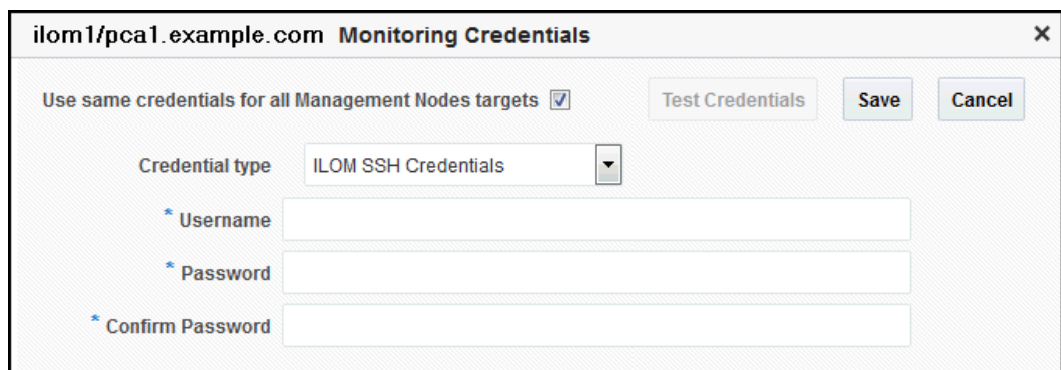 ilom1/pca1.example.com Monitoring Credentials
Use same credentials for all Management Nodes targets Test Credentials Save Cancel
Credential type ILOM SSH Credentials
* Username
* Password
* Confirm Password